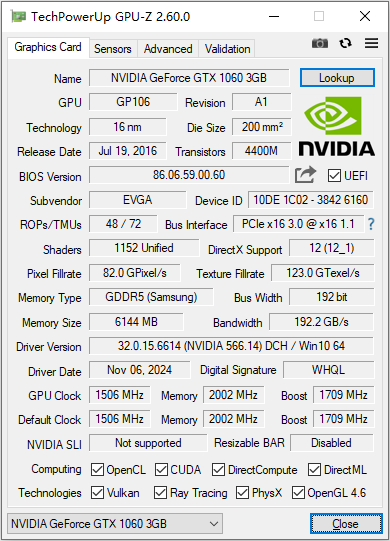 TechPowerUp GPU-Z 2.60.0
Graphics Card Sensors Advanced Validation
Name NVIDIA GeForce GTX 1060 3GB Lookup
GPU GP106 Revision A1
Technology 16 nm Die Size 200 mm²
Release Date Jul 19, 2016 Transistors 4400M
NVIDIA
BIOS Version 86.06.59.00.60 UEFI
Subvendor EVGA Device ID 10DE 1C02 - 3842 6160
ROPs/TMUs 48 / 72 Bus Interface PCIe x16 3.0 @ x16 1.1 ?
Shaders 1152 Unified DirectX Support 12 (12_1)
Pixel Fillrate 82.0 GPixel/s Texture Fillrate 123.0 GTexel/s
Memory Type GDDR5 (Samsung) Bus Width 192 bit
Memory Size 6144 MB Bandwidth 192.2 GB/s
Driver Version 32.0.15.6614 (NVIDIA 566.14) DCH / Win10 64
Driver Date Nov 06, 2024 Digital Signature WHQL
GPU Clock 1506 MHz Memory 2002 MHz Boost 1709 MHz
Default Clock 1506 MHz Memory 2002 MHz Boost 1709 MHz
NVIDIA SLI Not supported Resizable BAR Disabled
Computing OpenCL CUDA DirectCompute DirectML
Technologies Vulkan Ray Tracing PhysX OpenGL 4.6
NVIDIA GeForce GTX 1060 3GB Close